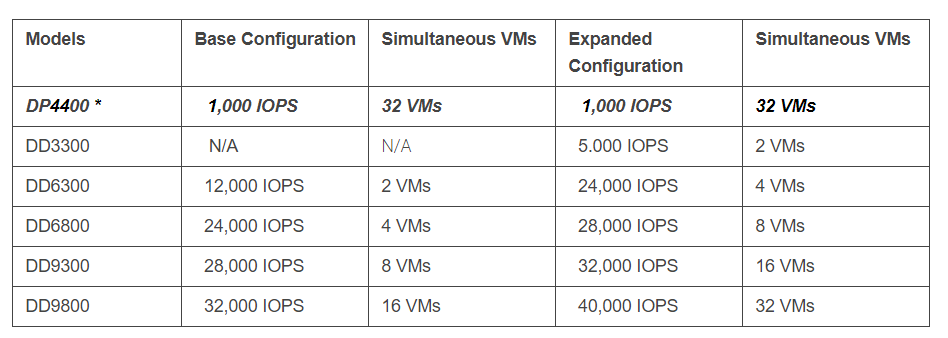 Models Base Configuration Simultaneous VMs Expanded Configuration Simultaneous VMs
DP4400 * 1,000 IOPS 32 VMs 1,000 IOPS 32 VMs
DD3300 N/A N/A 5.000 IOPS 2 VMs
DD6300 12,000 IOPS 2 VMs 24,000 IOPS 4 VMs
DD6800 24,000 IOPS 4 VMs 28,000 IOPS 8 VMs
DD9300 28,000 IOPS 8 VMs 32,000 IOPS 16 VMs
DD9800 32,000 IOPS 16 VMs 40,000 IOPS 32 VMs